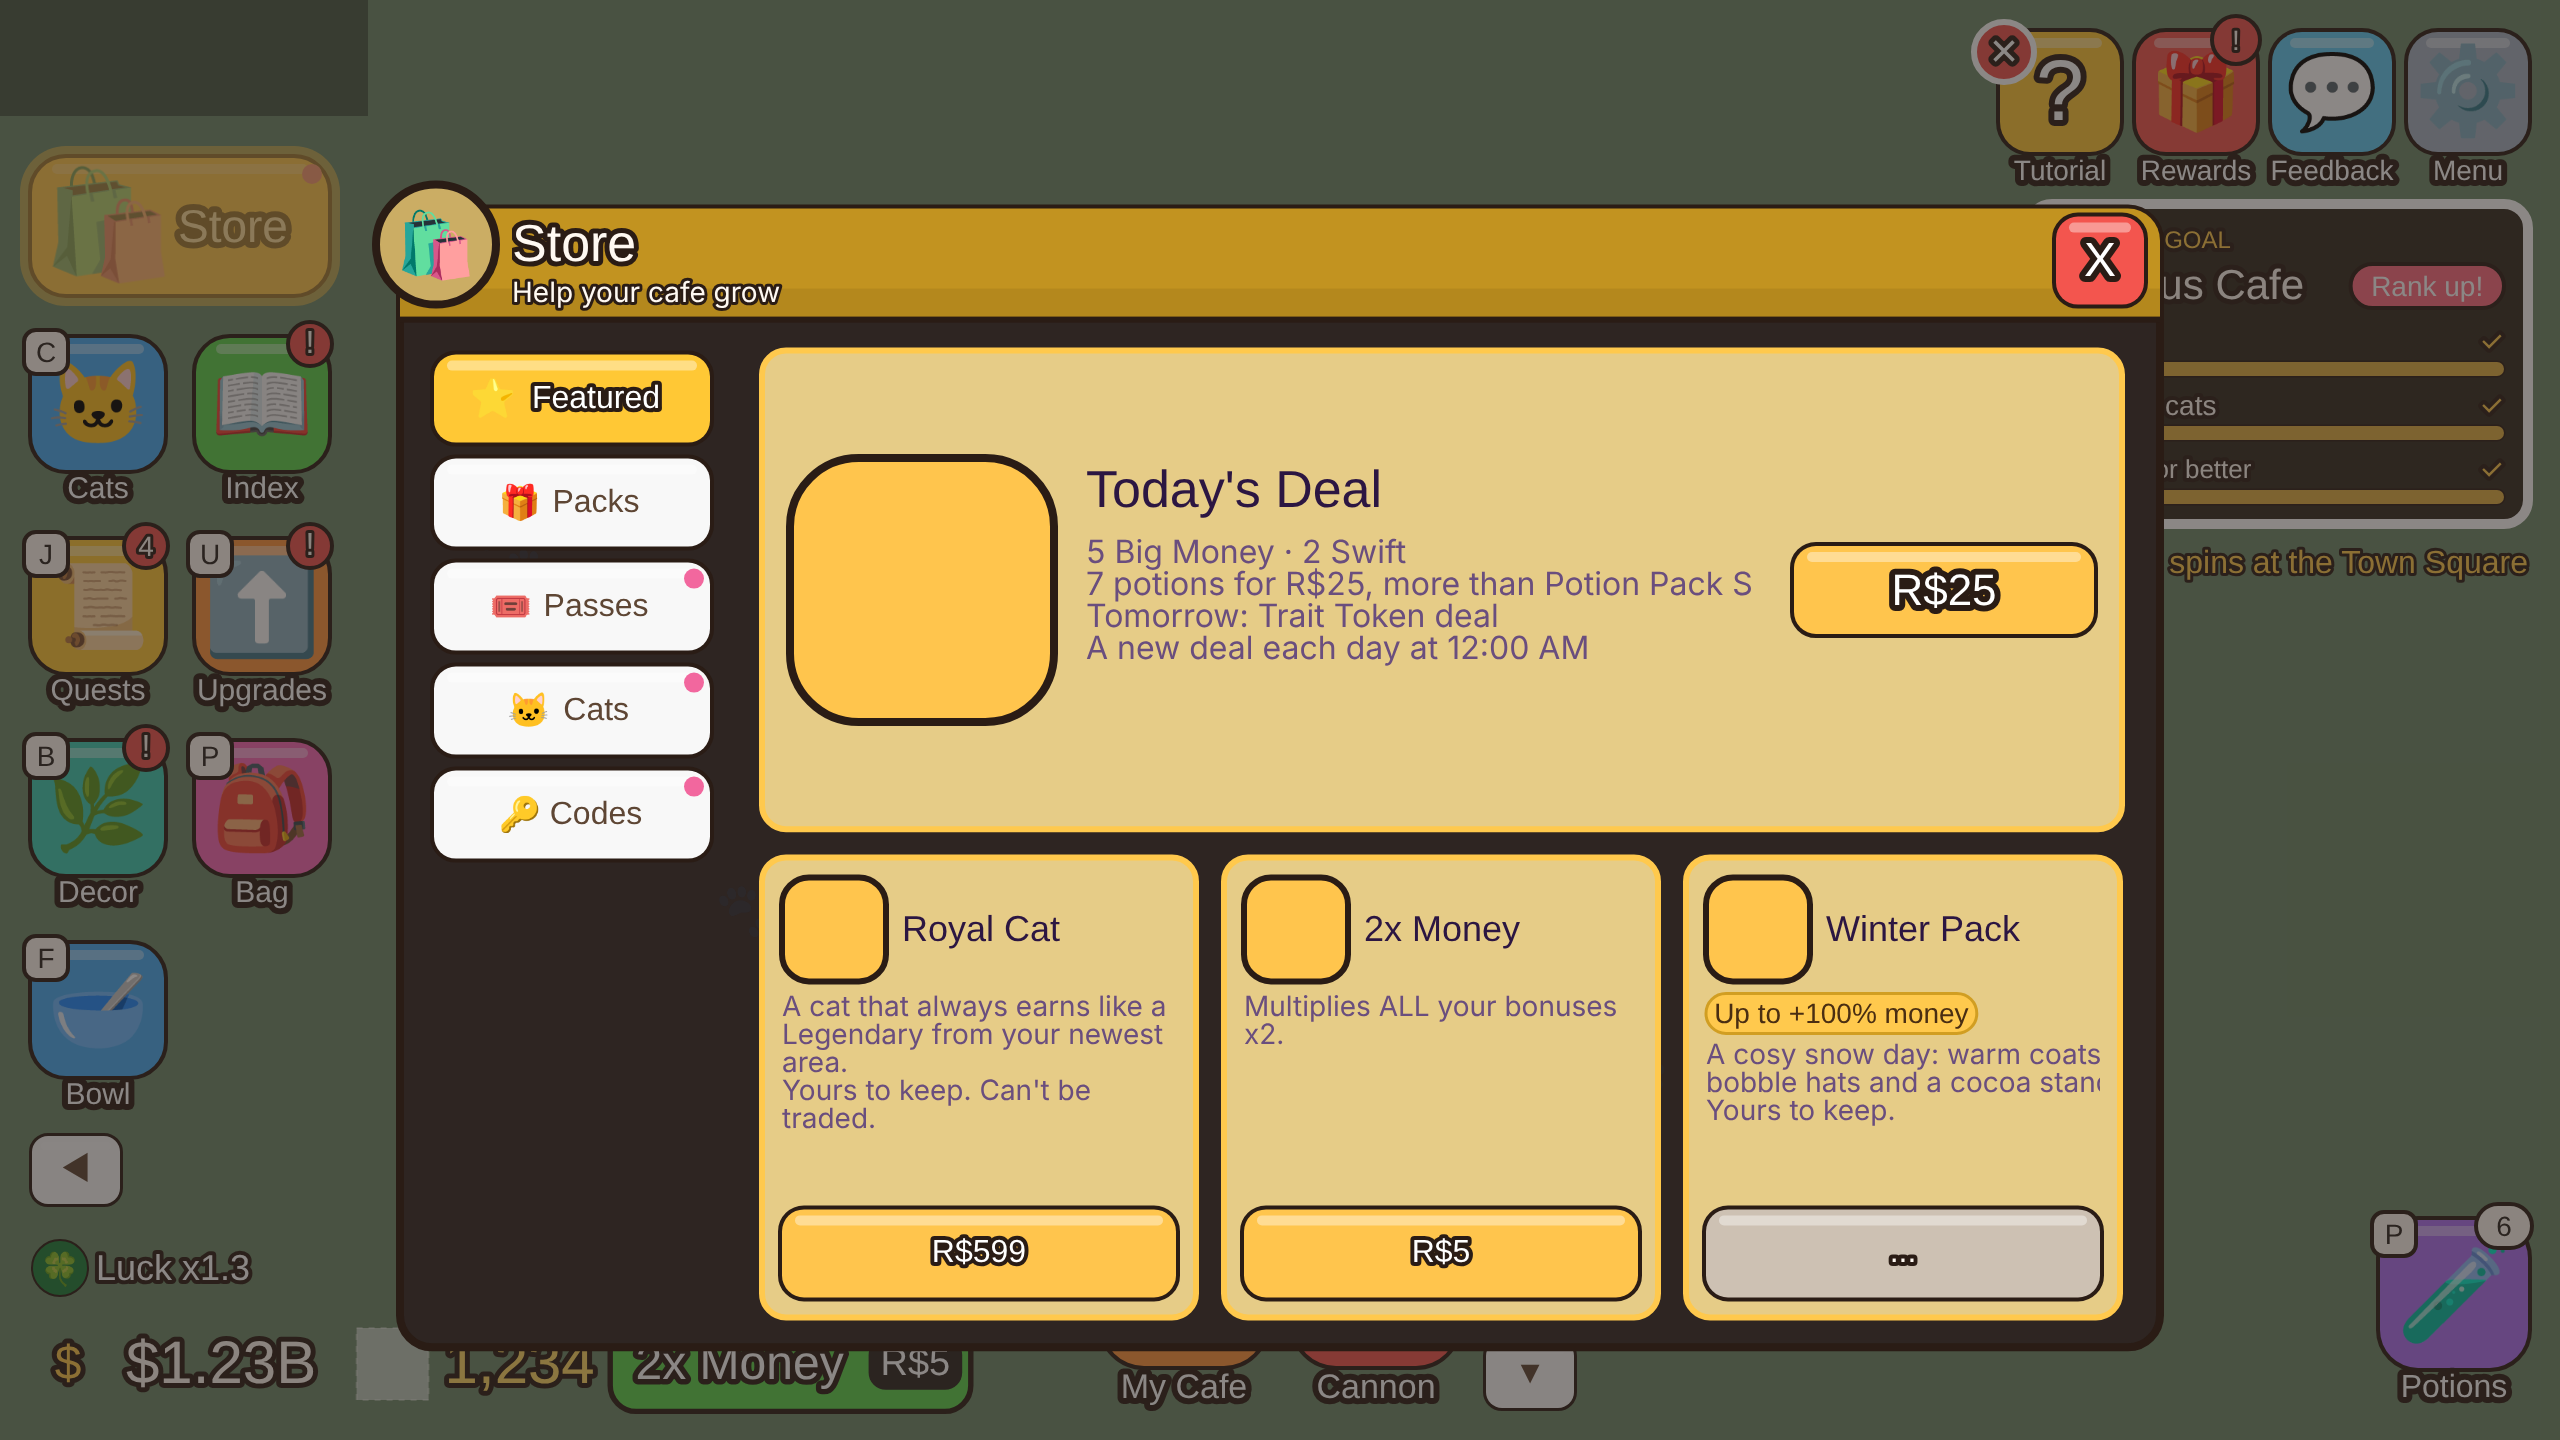 ?
!
Tutorial
Rewards
Feedback
Menu
Store
Store
Help your cafe grow
X
GOAL
us Cafe
Rank up!
cats
or better
spins at the Town Square
C
Cats
!
Index
J
4
Quests
U
!
Upgrades
B
!
Decor
P
Bag
F
Bowl
Luck x1.3
$ $1.23B
1,234
2x Money R$5
My Cafe
Cannon
P
6
Potions
Featured
Packs
Passes
Cats
Codes
Today's Deal
5 Big Money · 2 Swift
7 potions for R$25, more than Potion Pack S
Tomorrow: Trait Token deal
A new deal each day at 12:00 AM
R$25
Royal Cat
A cat that always earns like a
Legendary from your newest
area.
Yours to keep. Can't be
traded.
R$599
2x Money
Multiplies ALL your bonuses
x2.
R$5
Winter Pack
Up to +100% money
A cosy snow day: warm coats
bobble hats and a cocoa stand
Yours to keep.
...